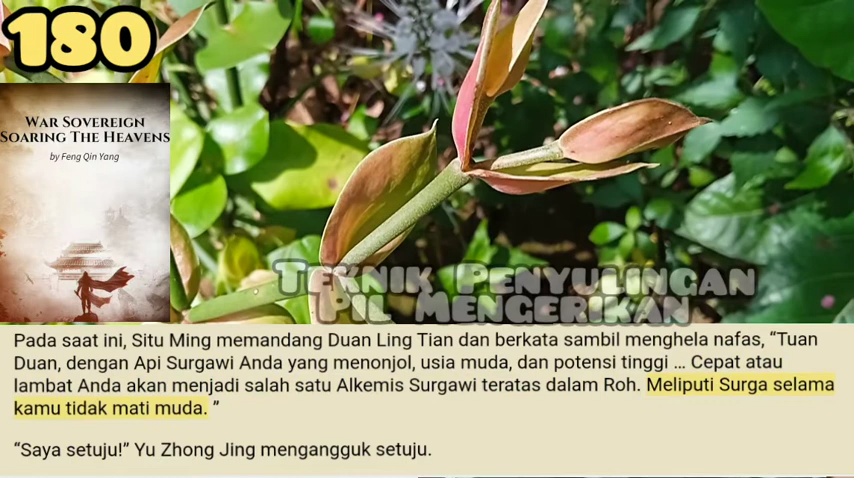 180
WAR SOVEREIGN
SOARING THE HEAVENS
by Feng Qin Yang
TEKNIK PENYULINGAN
PIL MENGERIKAN
Pada saat ini, Situ Ming memandang Duan Ling Tian dan berkata sambil menghela nafas, “Tuan
Duan, dengan Api Surgawi Anda yang menonjol, usia muda, dan potensi tinggi ... Cepat atau
lambat Anda akan menjadi salah satu Alkemis Surgawi teratas dalam Roh. Meliputi Surga selama
kamu tidak mati muda. ”
“Saya setuju!” Yu Zhong Jing mengangguk setuju.